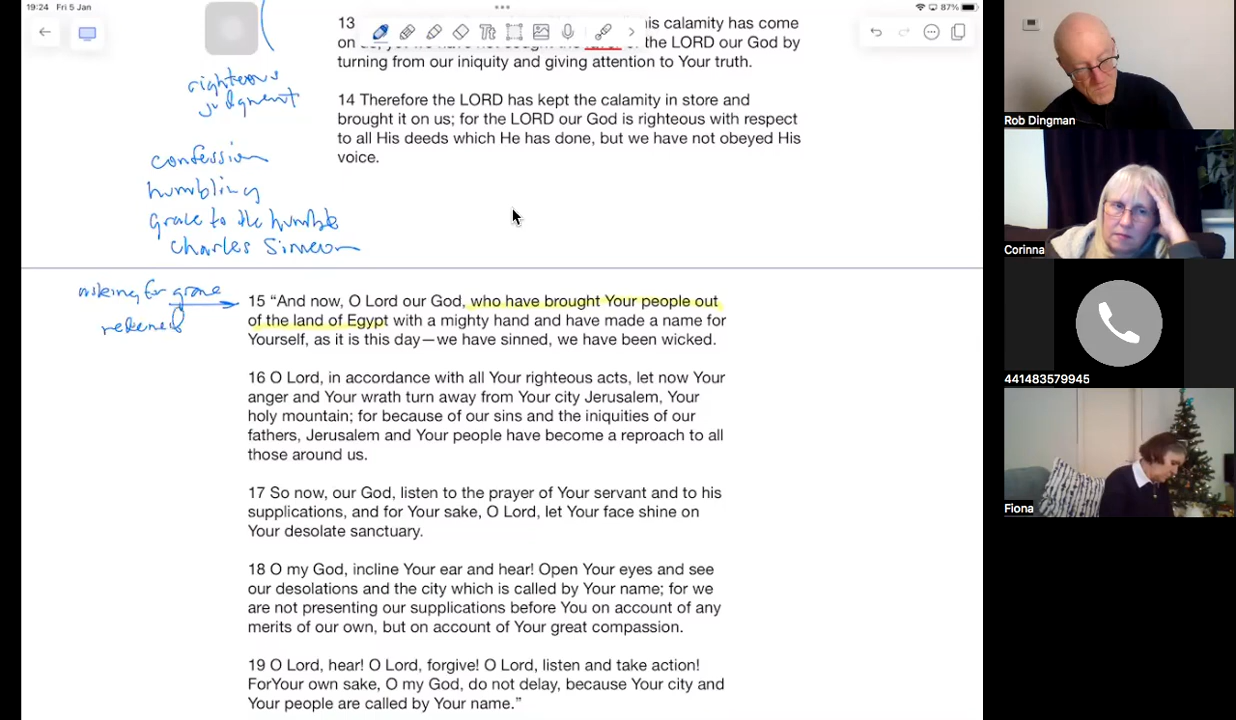 19:24 Fri 5 Jan
87%
13
his calamity has come
the LORD our God by
turning from our iniquity and giving attention to Your truth.
righteous
judgment
14 Therefore the LORD has kept the calamity in store and
brought it on us; for the LORD our God is righteous with respect
to all His deeds which He has done, but we have not obeyed His
voice.
confession
humbling
grace to the humble
Charles Simeon
asking for grace
redeemed
15 “And now, O Lord our God, who have brought Your people out
of the land of Egypt with a mighty hand and have made a name for
Yourself, as it is this day—we have sinned, we have been wicked.
16 O Lord, in accordance with all Your righteous acts, let now Your
anger and Your wrath turn away from Your city Jerusalem, Your
holy mountain; for because of our sins and the iniquities of our
fathers, Jerusalem and Your people have become a reproach to all
those around us.
17 So now, our God, listen to the prayer of Your servant and to his
supplications, and for Your sake, O Lord, let Your face shine on
Your desolate sanctuary.
18 O my God, incline Your ear and hear! Open Your eyes and see
our desolations and the city which is called by Your name; for we
are not presenting our supplications before You on account of any
merits of our own, but on account of Your great compassion.
19 O Lord, hear! O Lord, forgive! O Lord, listen and take action!
ForYour own sake, O my God, do not delay, because Your city and
Your people are called by Your name.”
Rob Dingman
Corinna
441483579945
Fiona